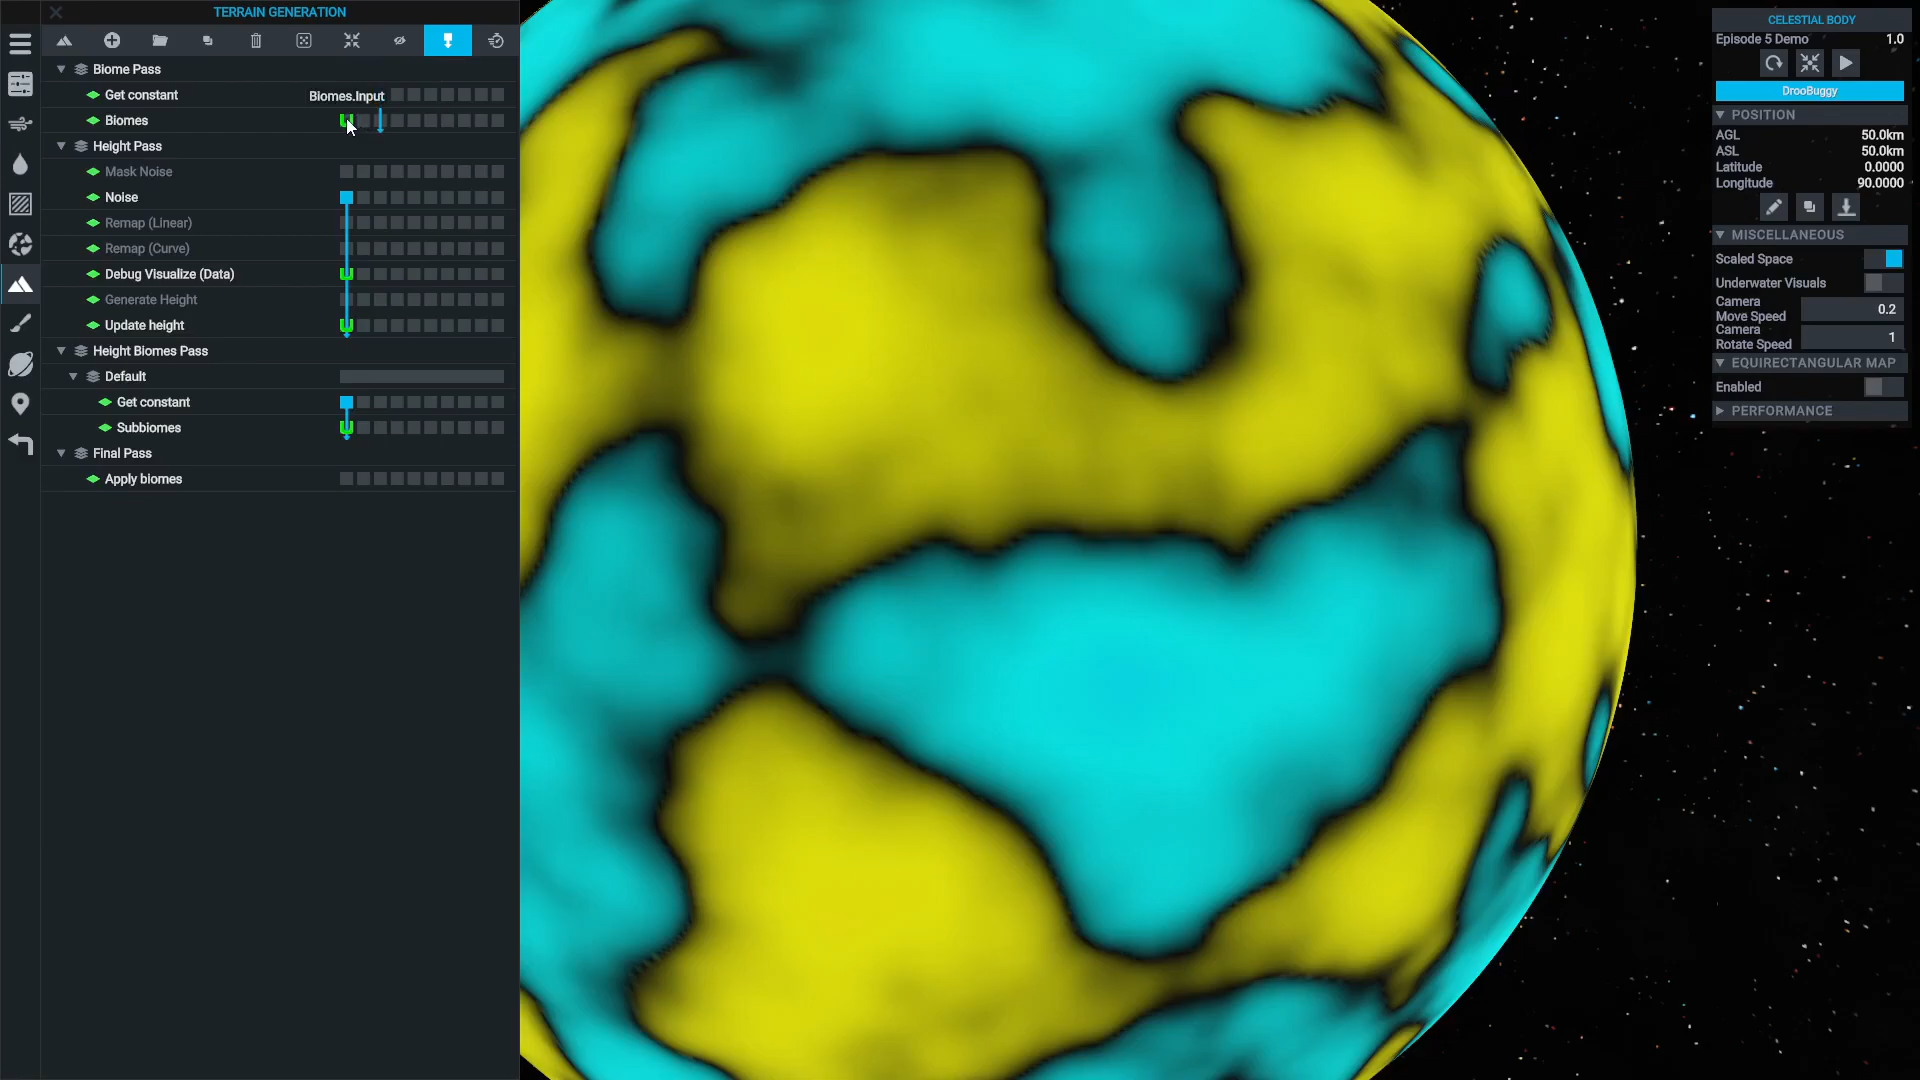 TERRAIN GENERATION
Biome Pass
Get constant
Biomes.Input
Biomes
Height Pass
Mask Noise
Noise
Remap (Linear)
Remap (Curve)
Debug Visualize (Data)
Generate Height
Update height
Height Biomes Pass
Default
Get constant
Subbiomes
Final Pass
Apply biomes
CELESTIAL BODY
Episode 5 Demo 1.0
DrooBuggy
POSITION
AGL 50.0km
ASL 50.0km
Latitude 0.0000
Longitude 90.0000
MISCELLANEOUS
Scaled Space
Underwater Visuals
Camera
Move Speed 0.2
Camera
Rotate Speed 1
EQUIRECTANGULAR MAP
Enabled
PERFORMANCE